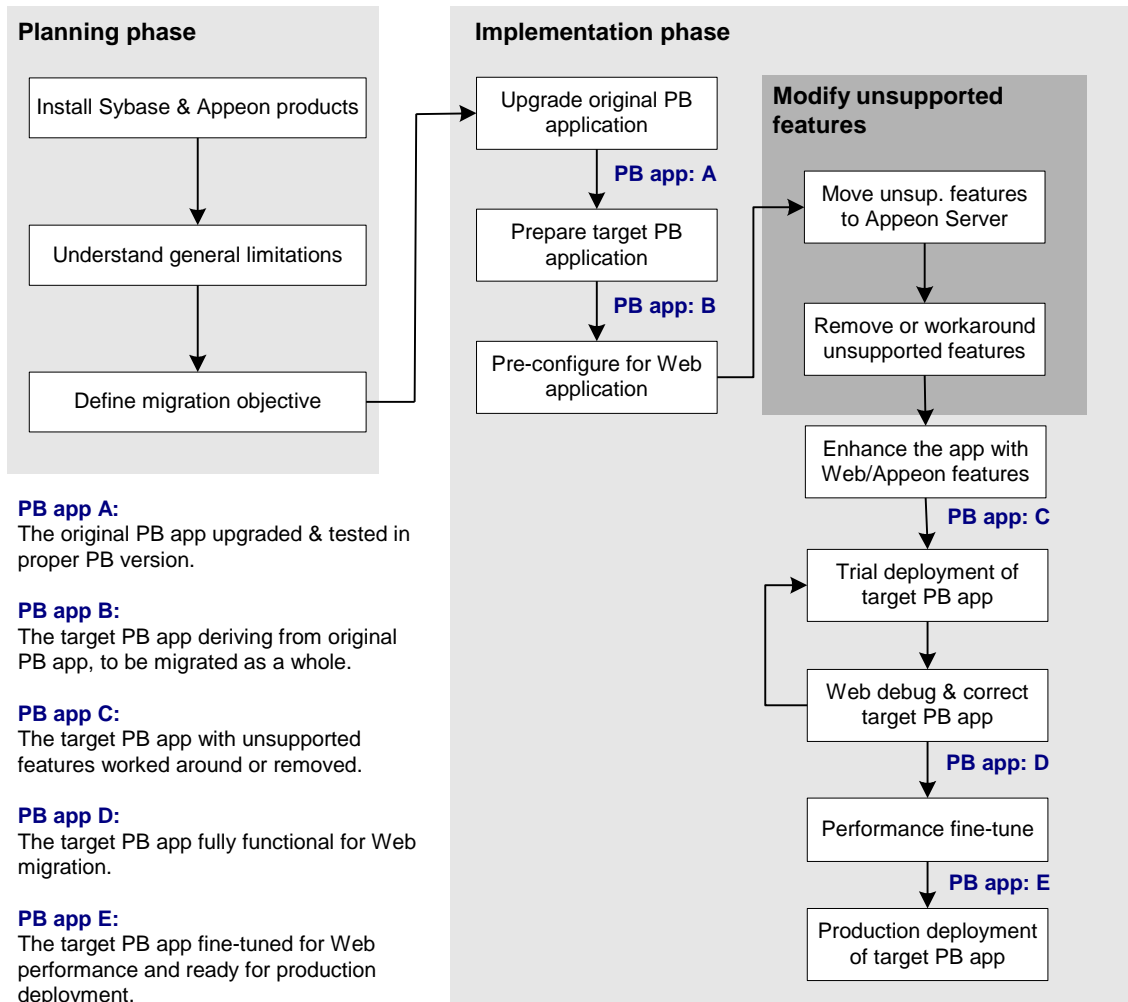 Planning phase
Install Sybase & Appeon products
Understand general limitations
Define migration objective
Implementation phase
Upgrade original PB
application
PB app: A
Prepare target PB
application
PB app: B
Pre-configure for Web
application
Modify unsupported
features
Move unsup. features
to Appeon Server
Remove or workaround
unsupported features
Enhance the app with
Web/Appeon features
PB app: C
Trial deployment of
target PB app
Web debug & correct
target PB app
PB app: D
Performance fine-tune
PB app: E
Production deployment
of target PB app
PB app A:
The original PB app upgraded & tested in
proper PB version.
PB app B:
The target PB app deriving from original
PB app, to be migrated as a whole.
PB app C:
The target PB app with unsupported
features worked around or removed.
PB app D:
The target PB app fully functional for Web
migration.
PB app E:
The target PB app fine-tuned for Web
performance and ready for production
deployment.